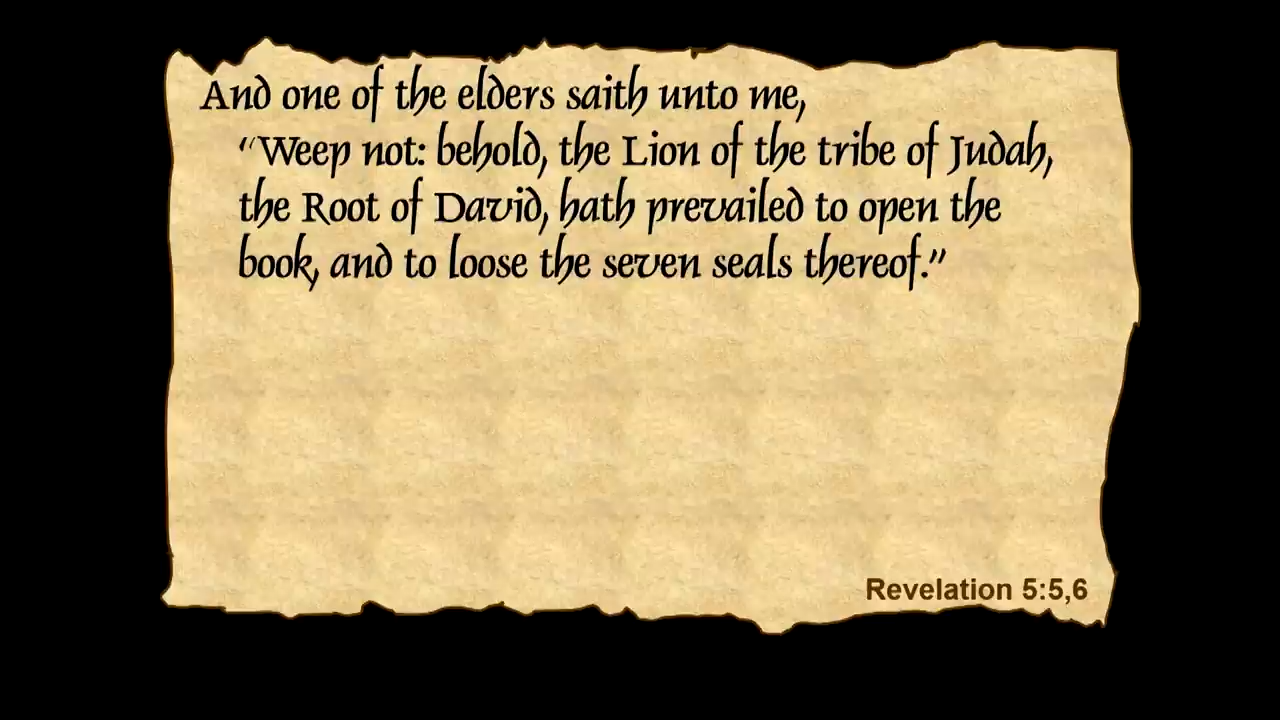 And one of the elders saith unto me,
“Weep not: behold, the Lion of the tribe of Judah,
the Root of David, hath prevailed to open the
book, and to loose the seven seals thereof.”
Revelation 5:5,6